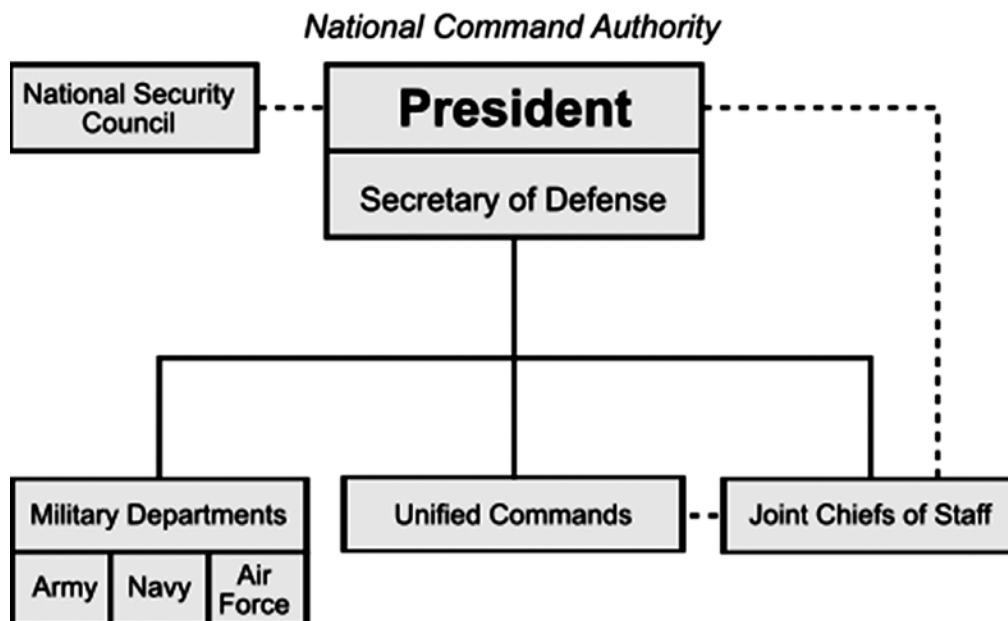 National Command Authority
National Security
Council
President
Secretary of Defense
Military Departments
Army
Navy
Air
Force
Unified Commands
Joint Chiefs of Staff